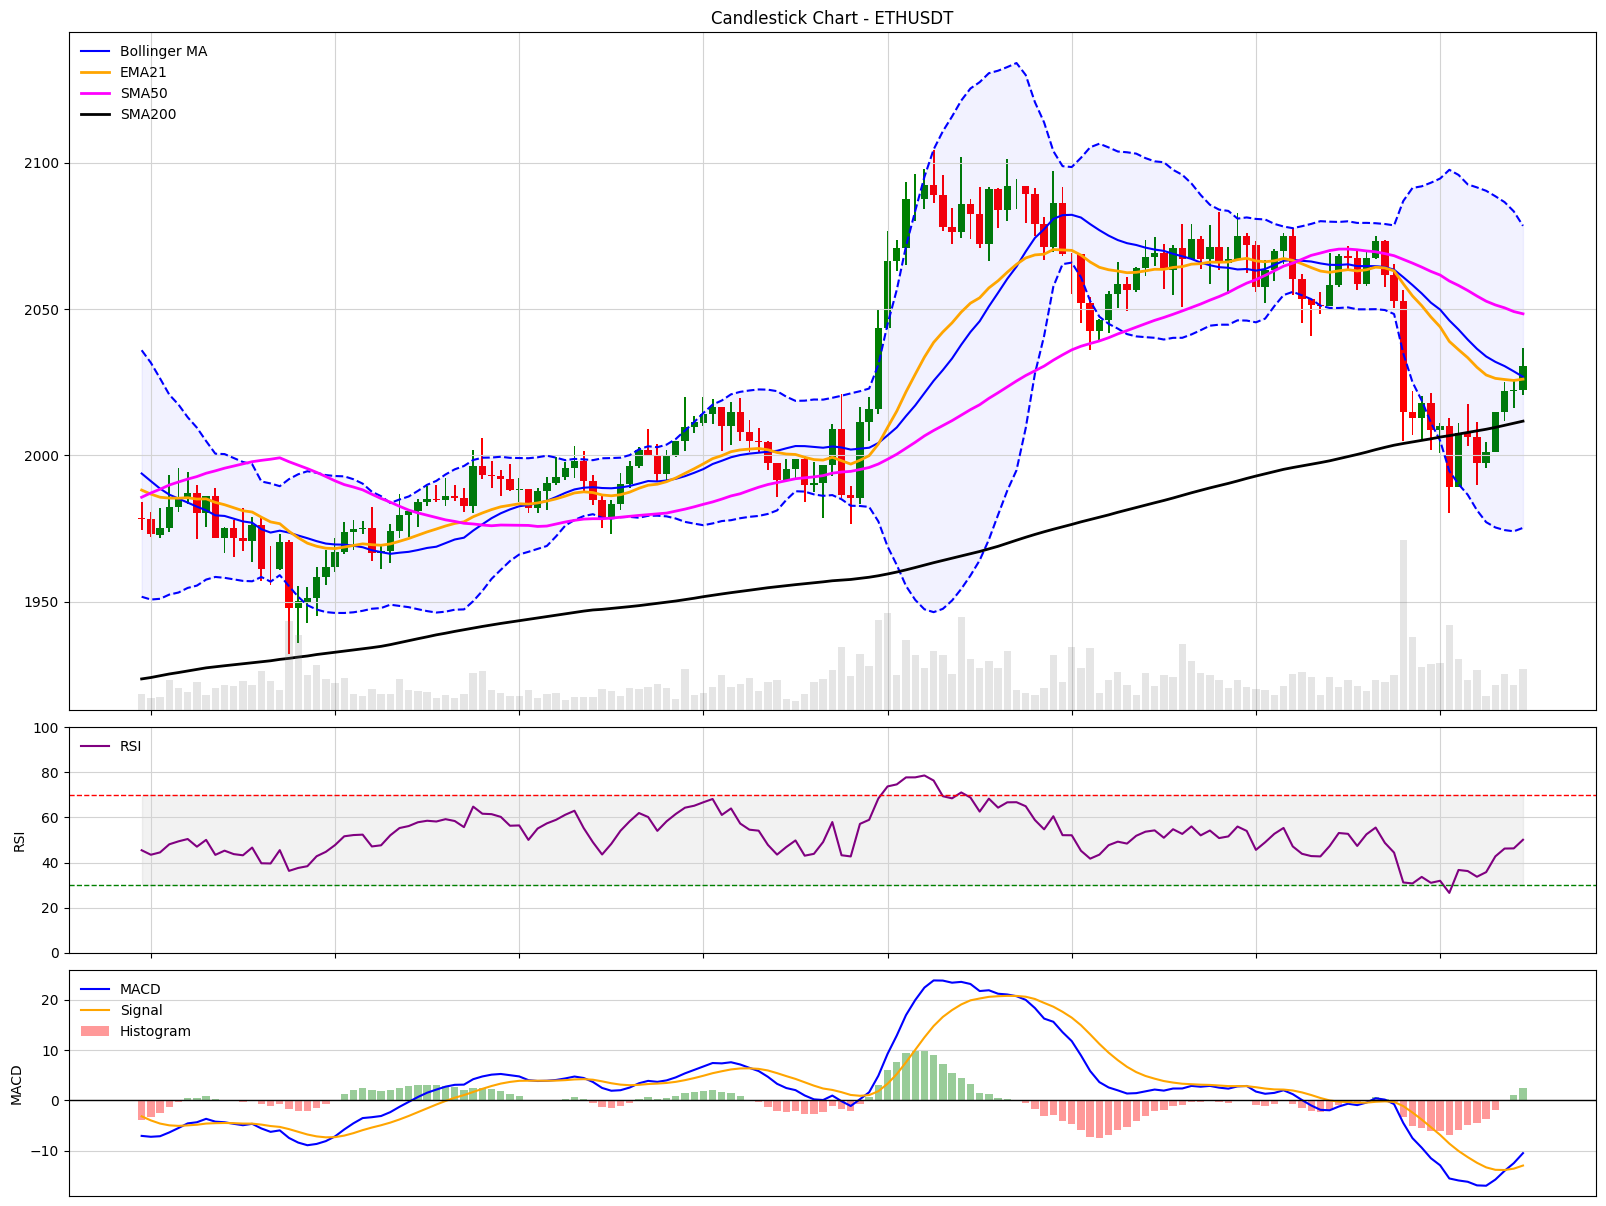 Candlestick Chart - ETHUSDT
Bollinger MA
EMA21
SMA50
SMA200
2100
2050
2000
1950
RSI
100
80
60
40
20
0
RSI
MACD
Signal
Histogram
20
10
0
−10
MACD